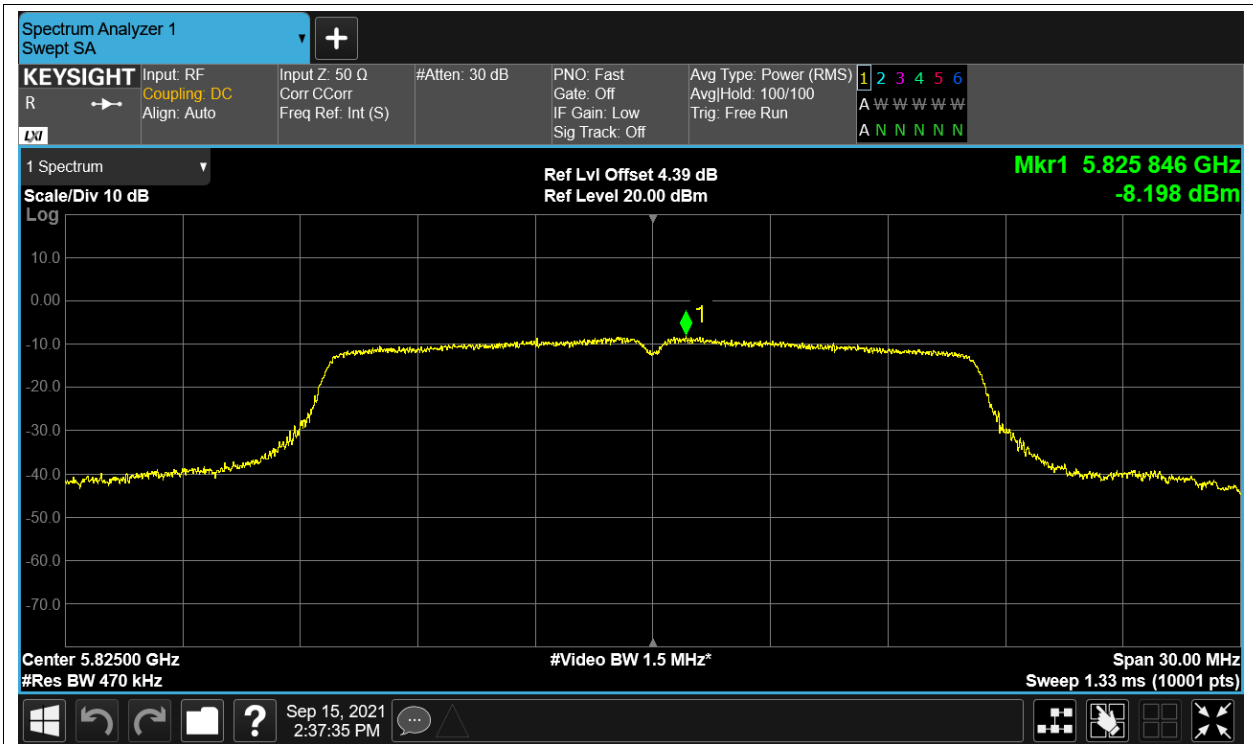 Spectrum Analyzer 1
Swept SA
KEYSIGHT
R
LXI
Input: RF
Coupling: DC
Align: Auto
Input Z: 50 Ω
Corr CCorr
Freq Ref: Int (S)
#Atten: 30 dB
PNO: Fast
Gate: Off
IF Gain: Low
Sig Track: Off
Avg Type: Power (RMS)
Avg|Hold: 100/100
Trig: Free Run
1 2 3 4 5 6
A W W W W W
A N N N N N
1 Spectrum
Scale/Div 10 dB
Log
Ref Lvl Offset 4.39 dB
Ref Level 20.00 dBm
Mkr1 5.825 846 GHz
-8.198 dBm
10.0
0.00
1
-10.0
-20.0
-30.0
-40.0
-50.0
-60.0
-70.0
Center 5.82500 GHz
#Res BW 470 kHz
#Video BW 1.5 MHz*
Span 30.00 MHz
Sweep 1.33 ms (10001 pts)
?
Sep 15, 2021
2:37:35 PM